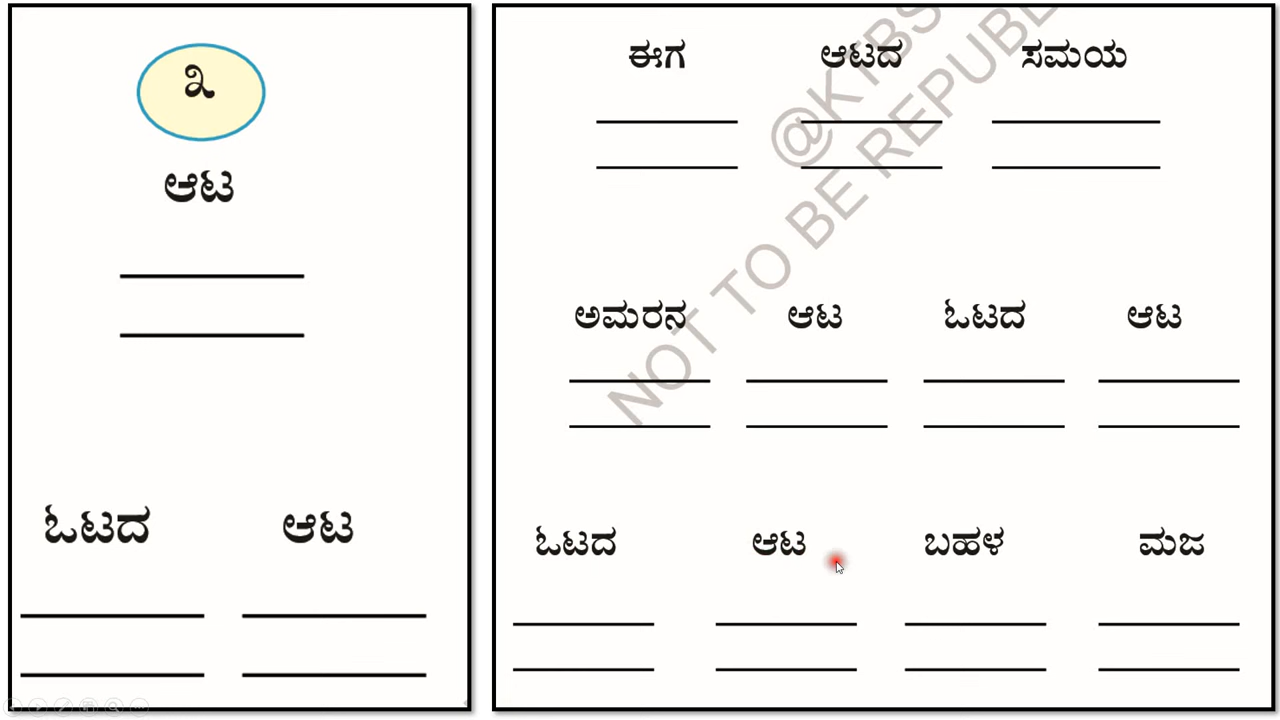 ೩
ಆಟ
ಓಟದ ಆಟ
ಈಗ ಆಟದ ಸಮಯ
ಅಮರನ ಆಟ ಓಟದ ಆಟ
ಓಟದ ಆಟ ಬಹಳ ಮಜ
@KTBS
NOT TO BE REPUBL